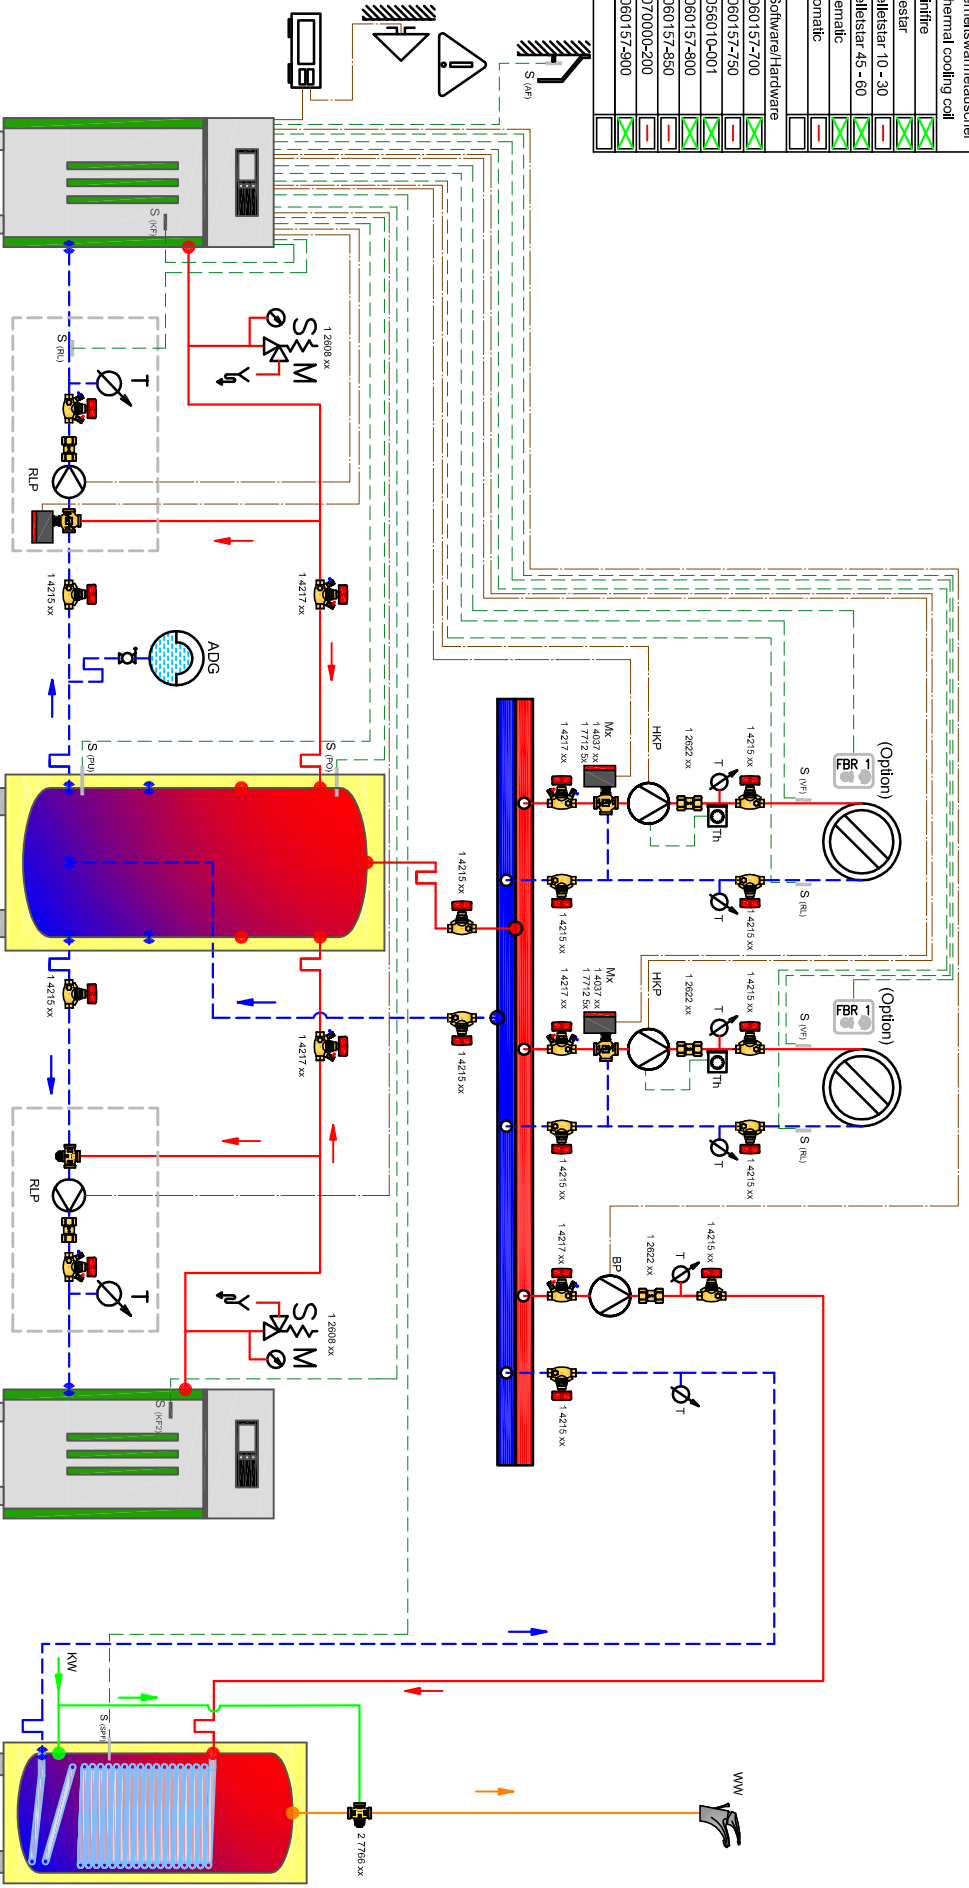 hermal cooling coil
inifire
estar
elletstar 10 - 30
elletstar 45 - 60
ematic
omatic
Software/Hardware
060157-700
060157-750
056010-001
060157-800
060157-850
070000-200
060157-900
S (AF)
S (KF)
1 2608 xx
S
M
S (RL)
T
RLP
1 4215 xx
1 4217 xx
ADG
S (PU)
S (PO)
1 4215 xx
1 4217 xx
1 4215 xx
1 4215 xx
(Option)
FBR 1
S (VF)
S (RL)
1 4215 xx
T
Th
1 2622 xx
HKP
Mx
1 4037 xx
1 7712 5x
1 4217 xx
1 4215 xx
T
1 4215 xx
(Option)
FBR 1
S (VF)
S (RL)
1 4215 xx
T
Th
1 2622 xx
HKP
Mx
1 4037 xx
1 7712 5x
1 4217 xx
1 4215 xx
T
1 4215 xx
1 4215 xx
T
1 2622 xx
BP
1 4217 xx
1 4215 xx
T
RLP
T
1 2608 xx
S
M
S (KF2)
KW
S (SPF)
2 7766 xx
WW